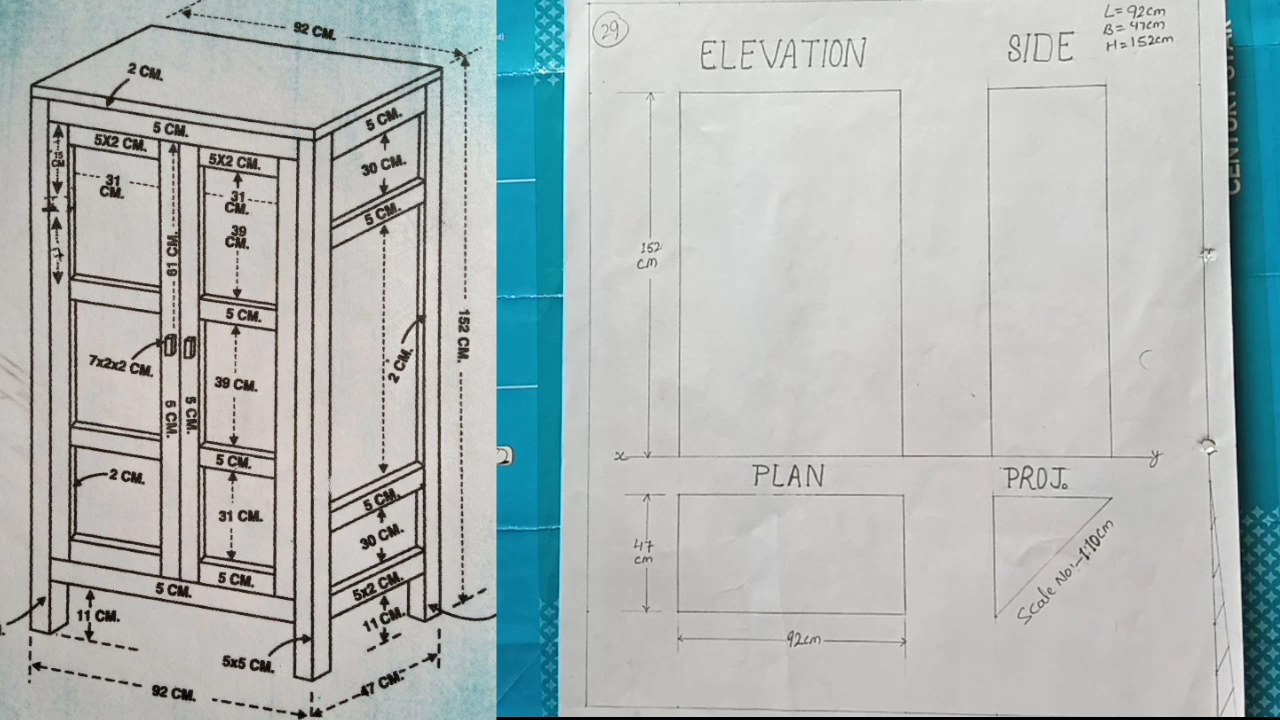 92 CM.
2 CM.
5 CM.
5 CM.
5X2 CM.
5X2 CM.
15
CM
31
CM.
31
CM.
30 CM.
39
CM.
5 CM.
61 CM.
5 CM.
152 CM.
7x2x2 CM.
39 CM.
2 CM.
5 CM.
5 CM.
5 CM.
2 CM.
31 CM.
5 CM.
30 CM.
5 CM.
5 CM.
5x2 CM.
11 CM.
11 CM.
5x5 CM.
92 CM.
47 CM.
29
ELEVATION
SIDE
L= 92cm
B= 47cm
H=152cm
152
cm
x
y
PLAN
PROJ.
47
cm
92cm
Scale No:-1:10cm